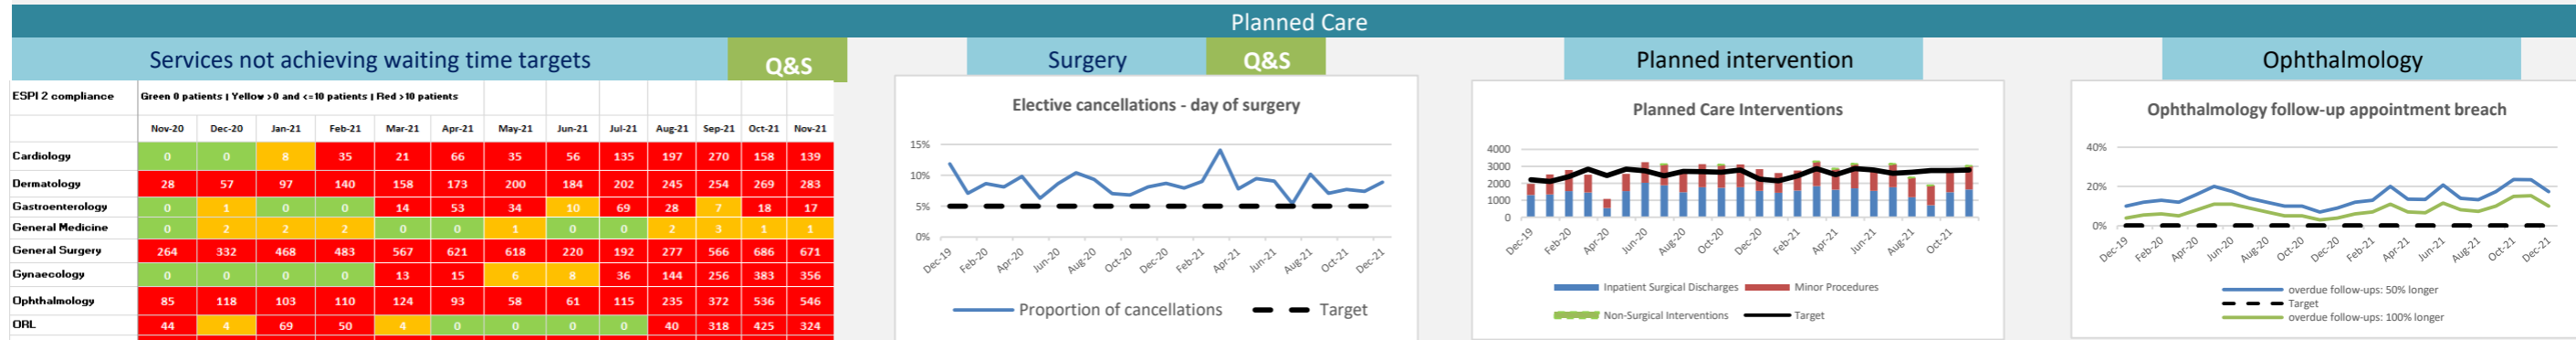 Planned Care
Services not achieving waiting time targets
Q&S
ESPI 2 compliance Green 0 patients | Yellow >0 and <=10 patients | Red >10 patients
Nov-20 Dec-20 Jan-21 Feb-21 Mar-21 Apr-21 May-21 Jun-21 Jul-21 Aug-21 Sep-21 Oct-21 Nov-21
Cardiology 0 0 8 35 21 66 35 56 135 197 270 158 139
Dermatology 28 57 97 140 158 173 200 184 202 245 254 269 283
Gastroenterology 0 1 0 0 14 53 34 10 69 28 7 18 17
General Medicine 0 2 2 2 0 0 1 0 0 2 3 1 1
General Surgery 264 332 468 483 567 621 618 220 192 277 566 686 671
Gynaecology 0 0 0 0 13 15 6 8 36 144 256 383 356
Ophthalmology 85 118 103 110 124 93 58 61 115 235 372 536 546
ORL 44 4 69 50 4 0 0 0 0 40 318 425 324
Surgery
Q&S
Elective cancellations - day of surgery
15%
10%
5%
0%
Dec-19 Feb-20 Apr-20 Jun-20 Aug-20 Oct-20 Dec-20 Feb-21 Apr-21 Jun-21 Aug-21 Oct-21 Dec-21
Proportion of cancellations Target
Planned intervention
Planned Care Interventions
4000
3000
2000
1000
0
Dec-19 Feb-20 Apr-20 Jun-20 Aug-20 Oct-20 Dec-20 Feb-21 Apr-21 Jun-21 Aug-21 Oct-21
Inpatient Surgical Discharges Minor Procedures
Non-Surgical Interventions Target
Ophthalmology
Ophthalmology follow-up appointment breach
40%
20%
0%
Dec-19 Feb-20 Apr-20 Jun-20 Aug-20 Oct-20 Dec-20 Feb-21 Apr-21 Jun-21 Aug-21 Oct-21 Dec-21
overdue follow-ups: 50% longer
Target
overdue follow-ups: 100% longer